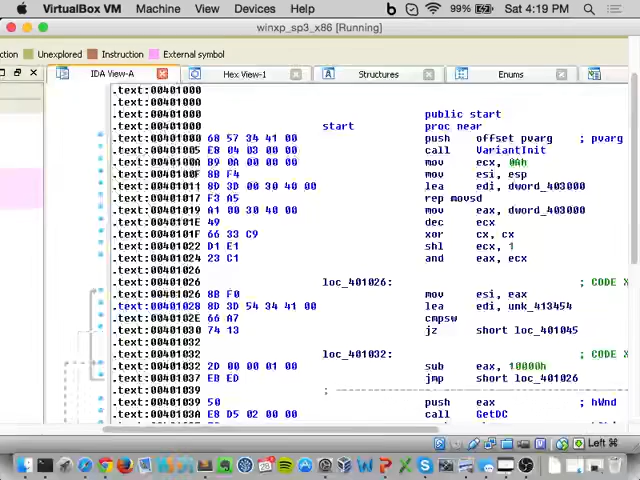 VirtualBox VM Machine View Devices 99% Sat 4:19 PM
winxp_sp3_x86 [Running]
ction Unexplored Instruction External symbol
IDA View-A Hex View-1 Structures Enums
.text:00401000
.text:00401000
.text:00401000 public start
.text:00401000 start proc near
.text:00401000 68 57 34 41 00 push offset pvarg ; pvarg
.text:00401005 E8 04 03 00 00 call VariantInit
.text:0040100A B9 0A 00 00 00 mov ecx, 0Ah
.text:0040100F 8B F4 mov esi, esp
.text:00401011 8D 3D 00 30 40 00 lea edi, dword_403000
.text:00401017 F3 A5 rep movsd
.text:00401019 A1 00 30 40 00 mov eax, dword_403000
.text:0040101E 49 dec ecx
.text:0040101F 66 33 C9 xor cx, cx
.text:00401022 D1 E1 shl ecx, 1
.text:00401024 23 C1 and eax, ecx
.text:00401026
.text:00401026 loc_401026: ; CODE X
.text:00401026 8B F0 mov esi, eax
.text:00401028 8D 3D 54 34 41 00 lea edi, unk_413454
.text:0040102E 66 A7 cmpsw
.text:00401030 74 13 jz short loc_401045
.text:00401032
.text:00401032 loc_401032: ; CODE X
.text:00401032 2D 00 00 01 00 sub eax, 10000h
.text:00401037 EB ED jmp short loc_401026
.text:00401039 ;
.text:00401039 50 push eax ; hWnd
.text:0040103A E8 D5 02 00 00 call GetDC
Left ⌘